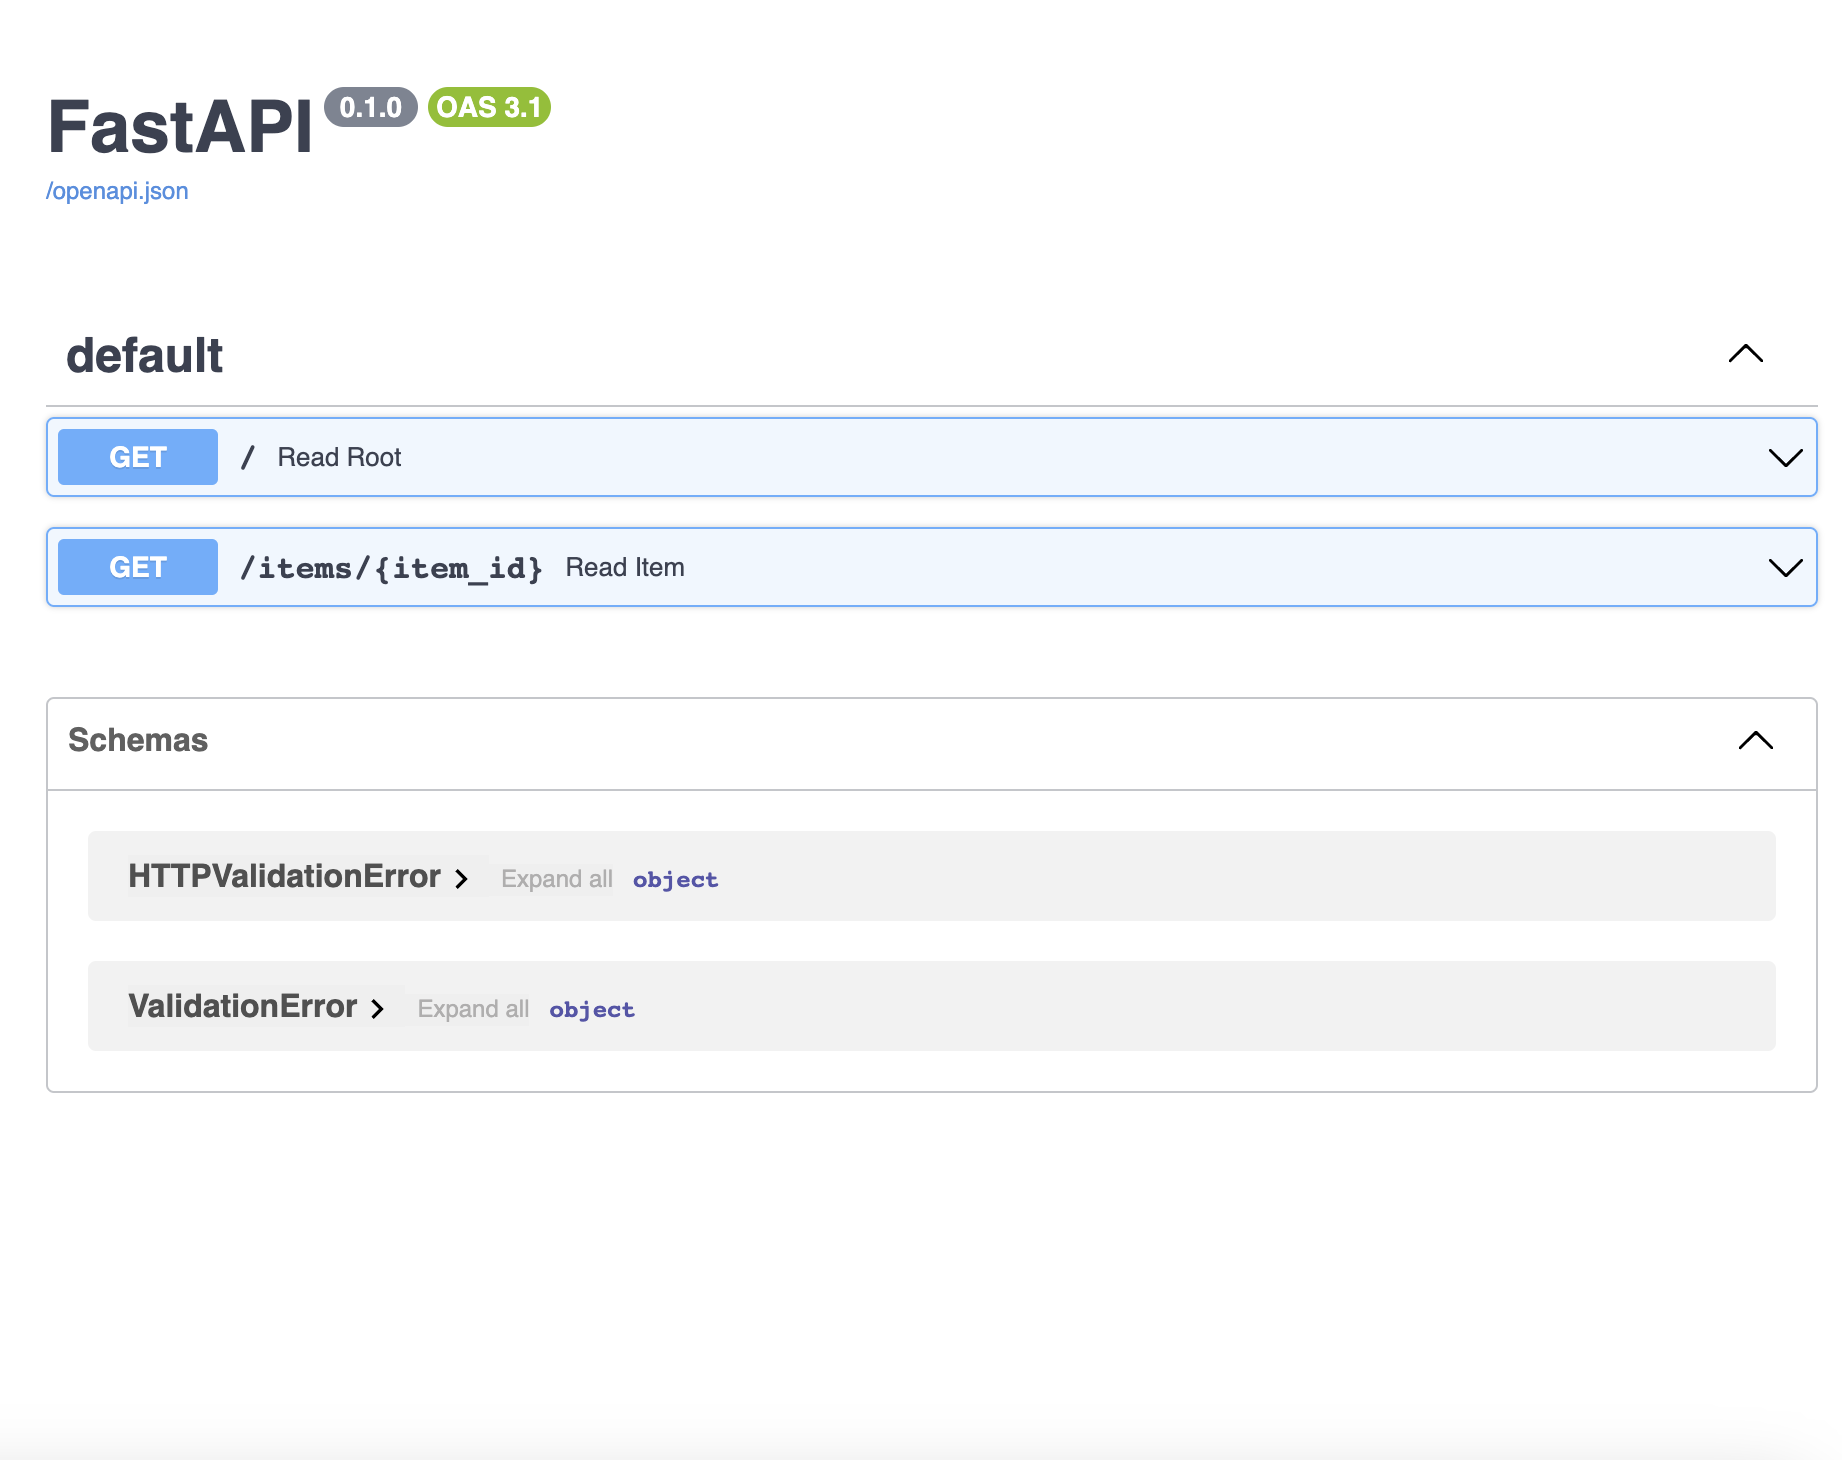 FastAPI 0.1.0 OAS 3.1
/openapi.json
default
GET / Read Root
GET /items/{item_id} Read Item
Schemas
HTTPValidationError Expand all object
ValidationError Expand all object